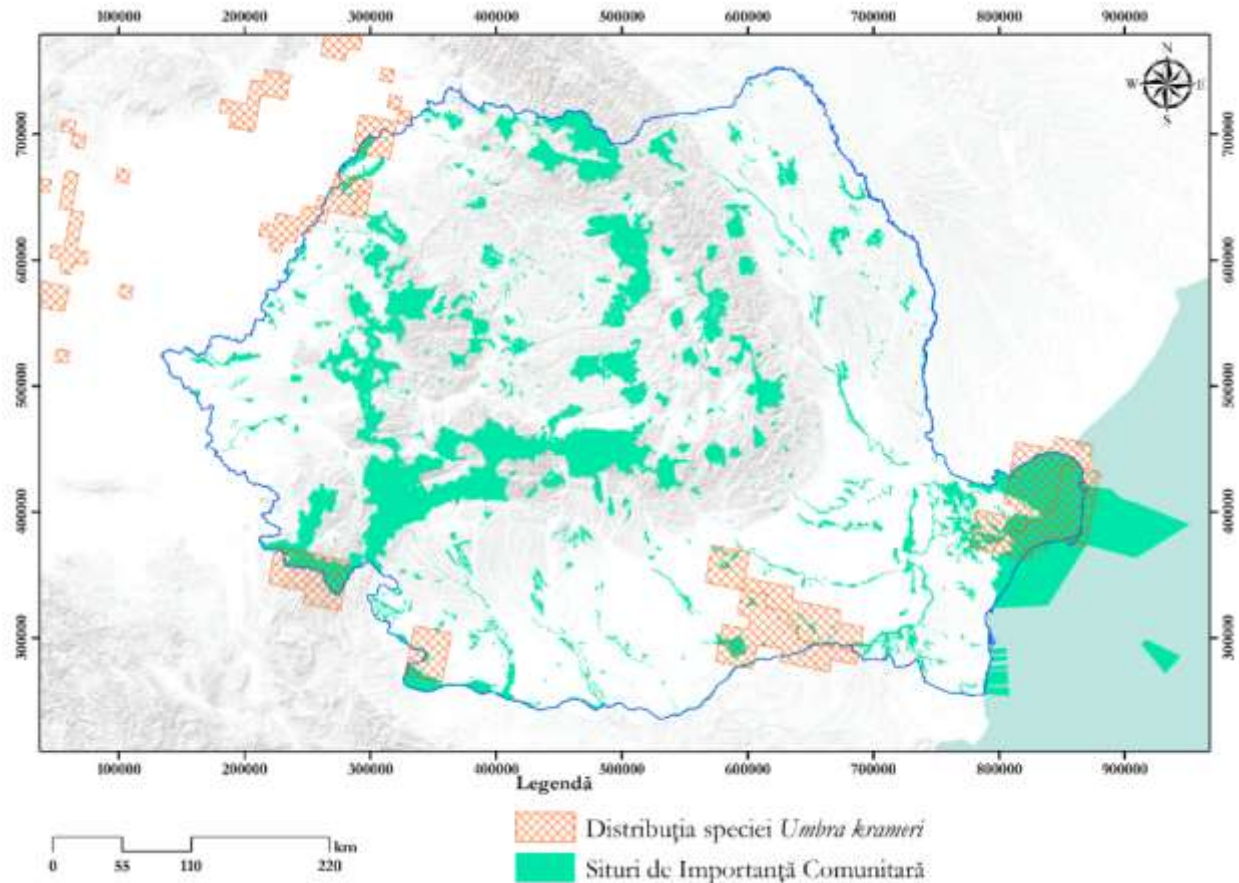 100000 200000 300000 400000 500000 600000 700000 800000 900000
N
W E
S
700000 700000
600000 600000
500000 500000
400000 400000
300000 300000
100000 200000 300000 400000 500000 600000 700000 800000 900000
Legendă
Distribuția speciei Umbra krameri
km
0 55 110 220
Situri de Importanță Comunitară